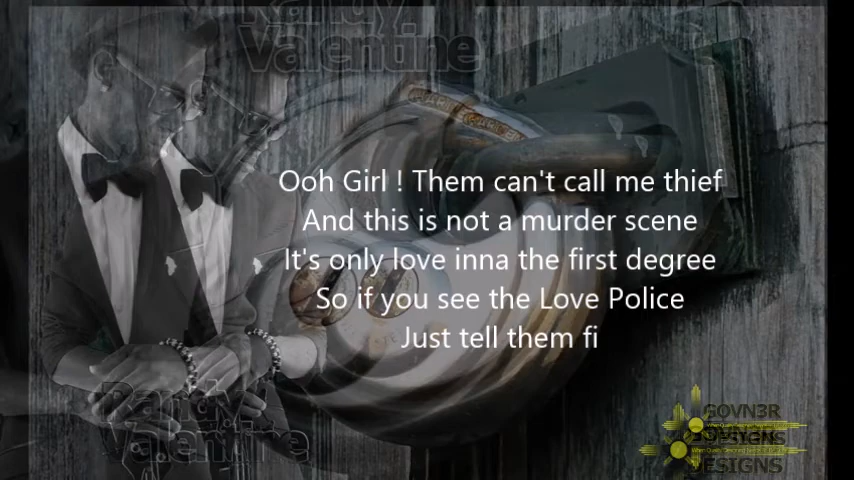 Randy
Valentine
Ooh Girl ! Them can't call me thief
And this is not a murder scene
It's only love inna the first degree
So if you see the Love Police
Just tell them fi
Randy
Valentine
GOVN3R
DESIGNS
DESIGNS